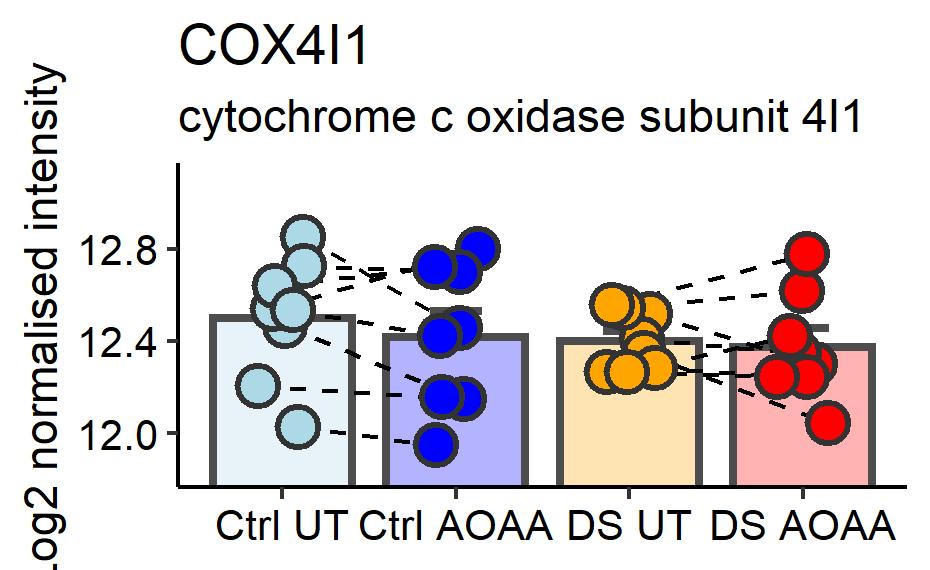 COX4I1
cytochrome c oxidase subunit 4I1
Log2 normalised intensity
12.8
12.4
12.0
Ctrl UT Ctrl AOAA DS UT DS AOAA